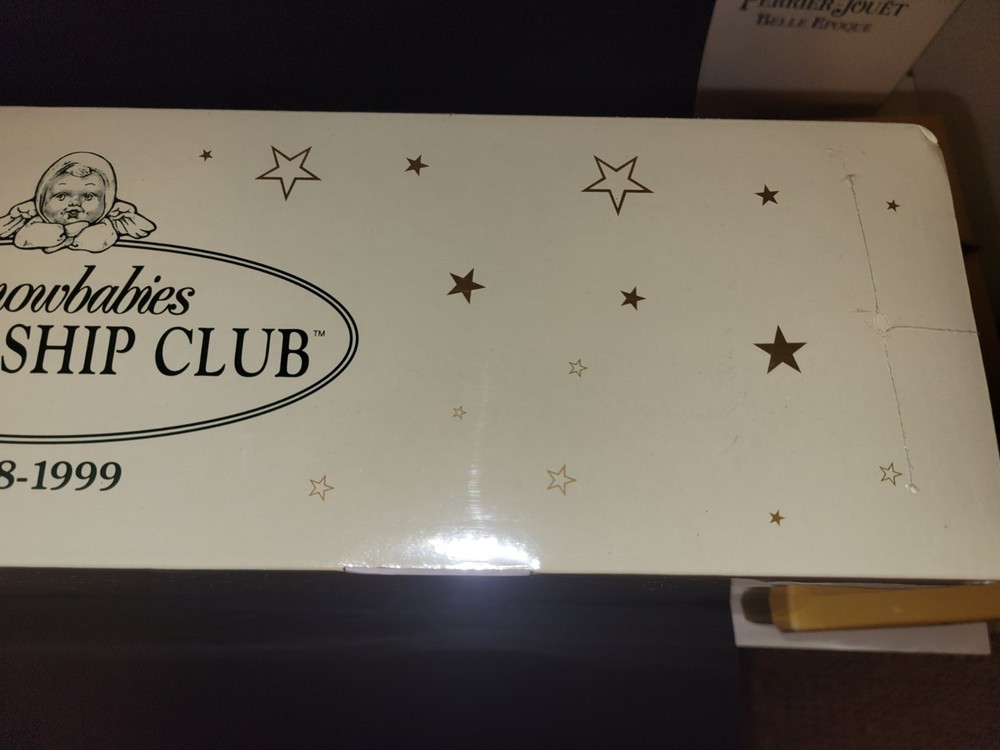 PERRIER-JOUËT
BELLE EPOQUE
nowbabies
SHIP CLUB™
8-1999